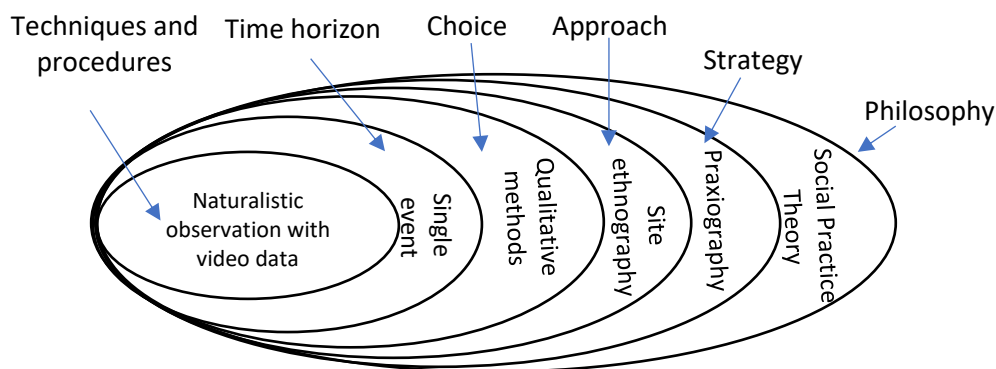 Techniques and
procedures
Time horizon
Choice
Approach
Strategy
Philosophy
Naturalistic
observation with
video data
Single
event
Qualitative
methods
Site
ethnography
Praxiography
Social Practice
Theory